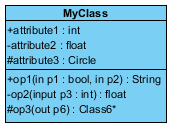 MyClass
+attribute1 : int
-attribute2 : float
#attribute3 : Circle
+op1(in p1 : bool, in p2) : String
-op2(input p3 : int) : float
#op3(out p6) : Class6*